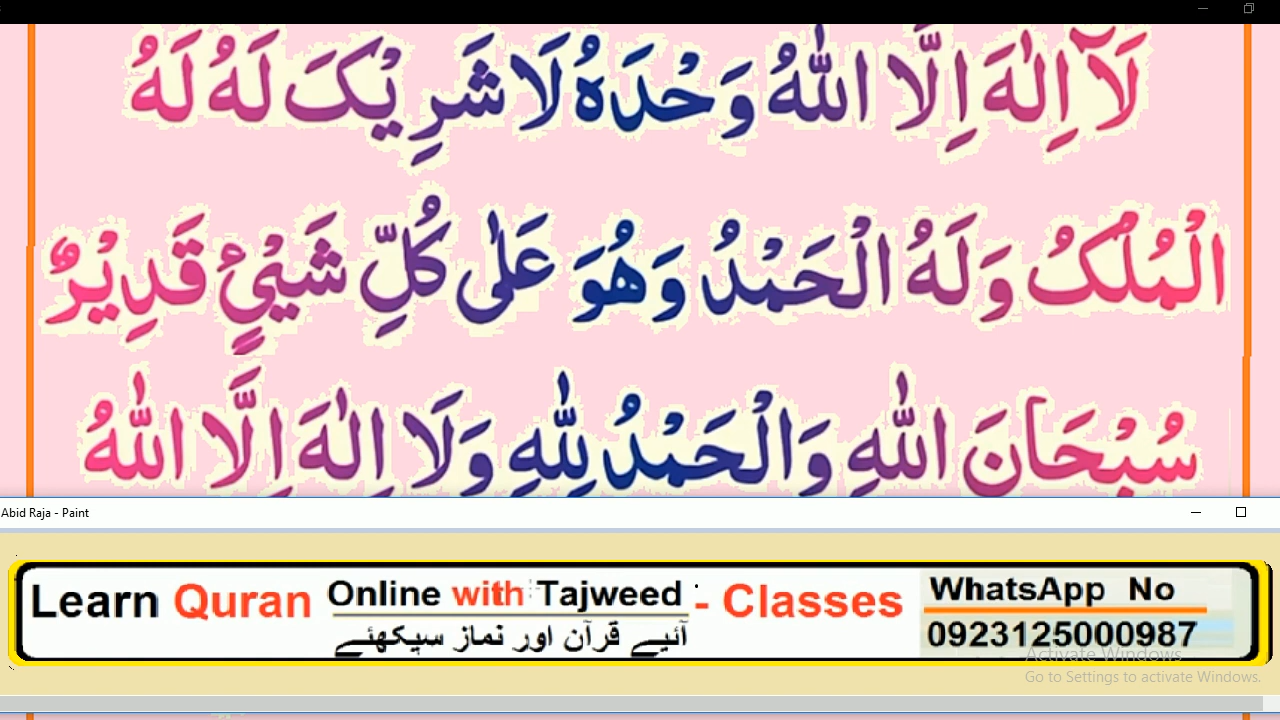 لَآ اِلٰهَ اِلَّا اللّٰهُ وَحْدَهٗ لَا شَرِيْكَ لَهٗ لَهُ
الْمُلْكُ وَلَهُ الْحَمْدُ وَهُوَ عَلٰى كُلِّ شَيْئٍ قَدِيْرٌ
سُبْحَانَ اللّٰهِ وَالْحَمْدُ لِلّٰهِ وَلَا اِلٰهَ اِلَّا اللّٰهُ
Abid Raja - Paint
Learn Quran Online with Tajweed - Classes
آئیے قرآن اور نماز سیکھئے
WhatsApp No
0923125000987
Activate Windows
Go to Settings to activate Windows.